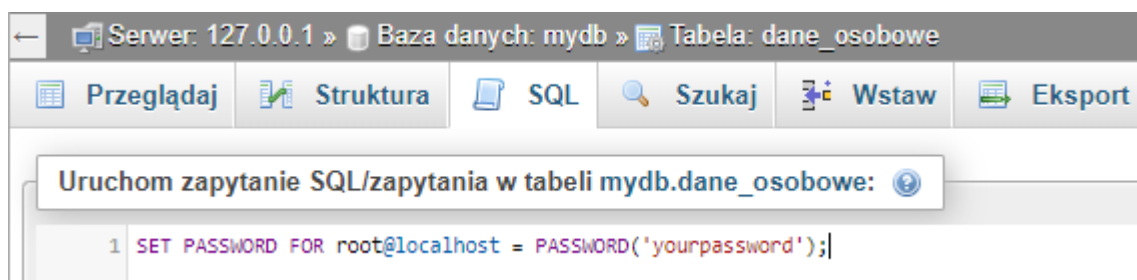 ← Serwer: 127.0.0.1 » Baza danych: mydb » Tabela: dane_osobowe
Przeglądaj Struktura SQL Szukaj Wstaw Eksport
Uruchom zapytanie SQL/zapytania w tabeli mydb.dane_osobowe:
1 SET PASSWORD FOR root@localhost = PASSWORD('yourpassword');